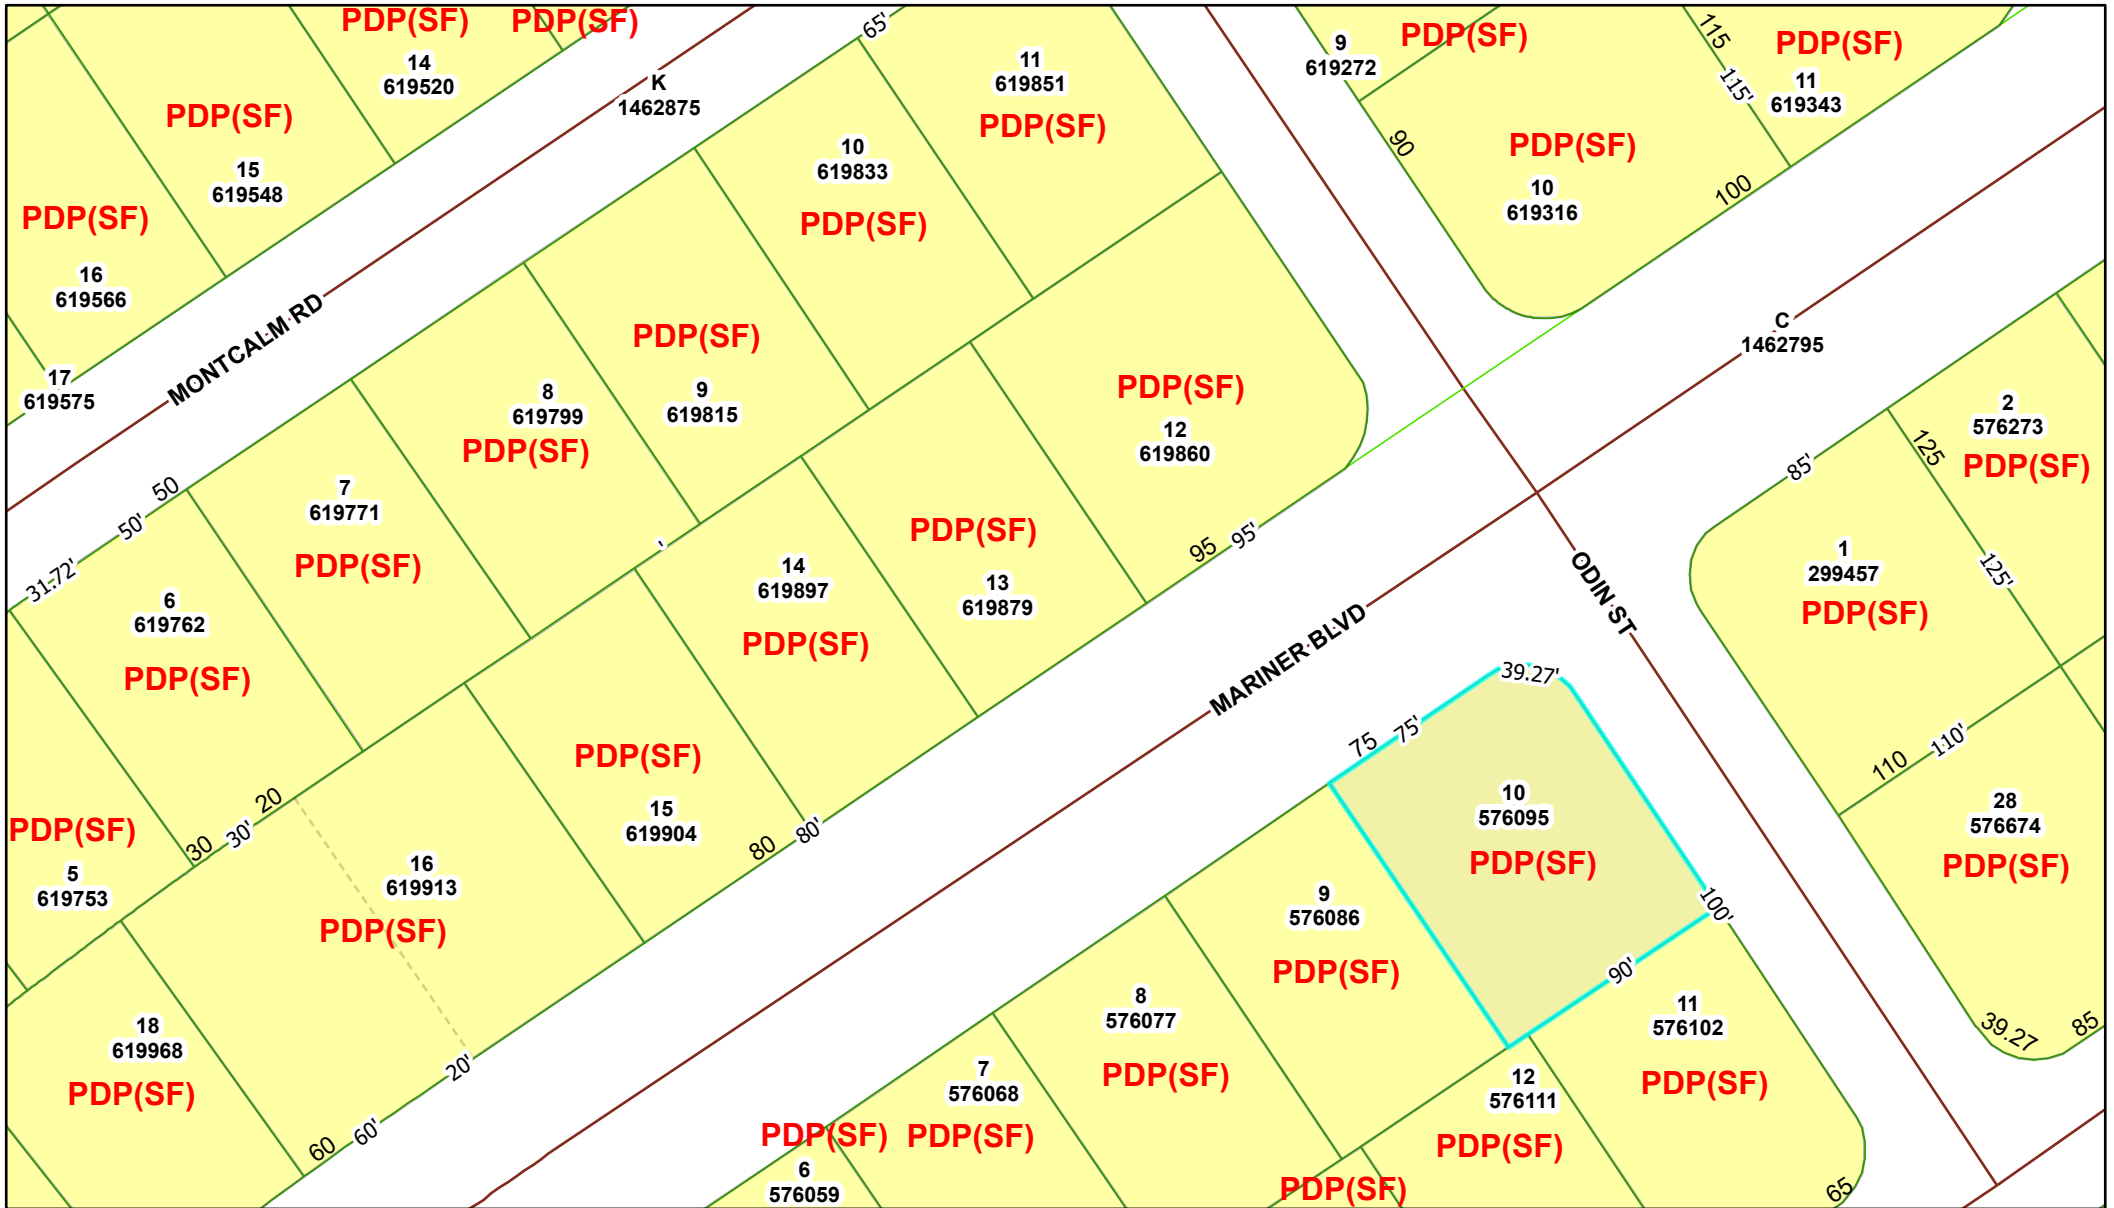 PDP(SF)
14
619520
PDP(SF)
K
1462875
65'
11
619851
PDP(SF)
9
619272
PDP(SF)
115
115'
PDP(SF)
11
619343
PDP(SF)
15
619548
10
619833
PDP(SF)
90
PDP(SF)
10
619316
100
PDP(SF)
16
619566
MONTCALM RD
17
619575
PDP(SF)
9
619815
8
619799
PDP(SF)
PDP(SF)
12
619860
C
1462795
2
576273
PDP(SF)
125
125'
85'
1
299457
PDP(SF)
50
50'
31.72'
7
619771
PDP(SF)
'
6
619762
PDP(SF)
14
619897
PDP(SF)
PDP(SF)
13
619879
95
95'
ODIN ST
MARINER BLVD
39.27'
75
75'
10
576095
PDP(SF)
100'
90'
110
110'
28
576674
PDP(SF)
39.27
85
PDP(SF)
5
619753
20
30
30'
16
619913
PDP(SF)
PDP(SF)
15
619904
80
80'
9
576086
PDP(SF)
8
576077
PDP(SF)
7
576068
PDP(SF)
PDP(SF)
6
576059
18
619968
PDP(SF)
20'
60
60'
11
576102
PDP(SF)
12
576111
PDP(SF)
PDP(SF)
65